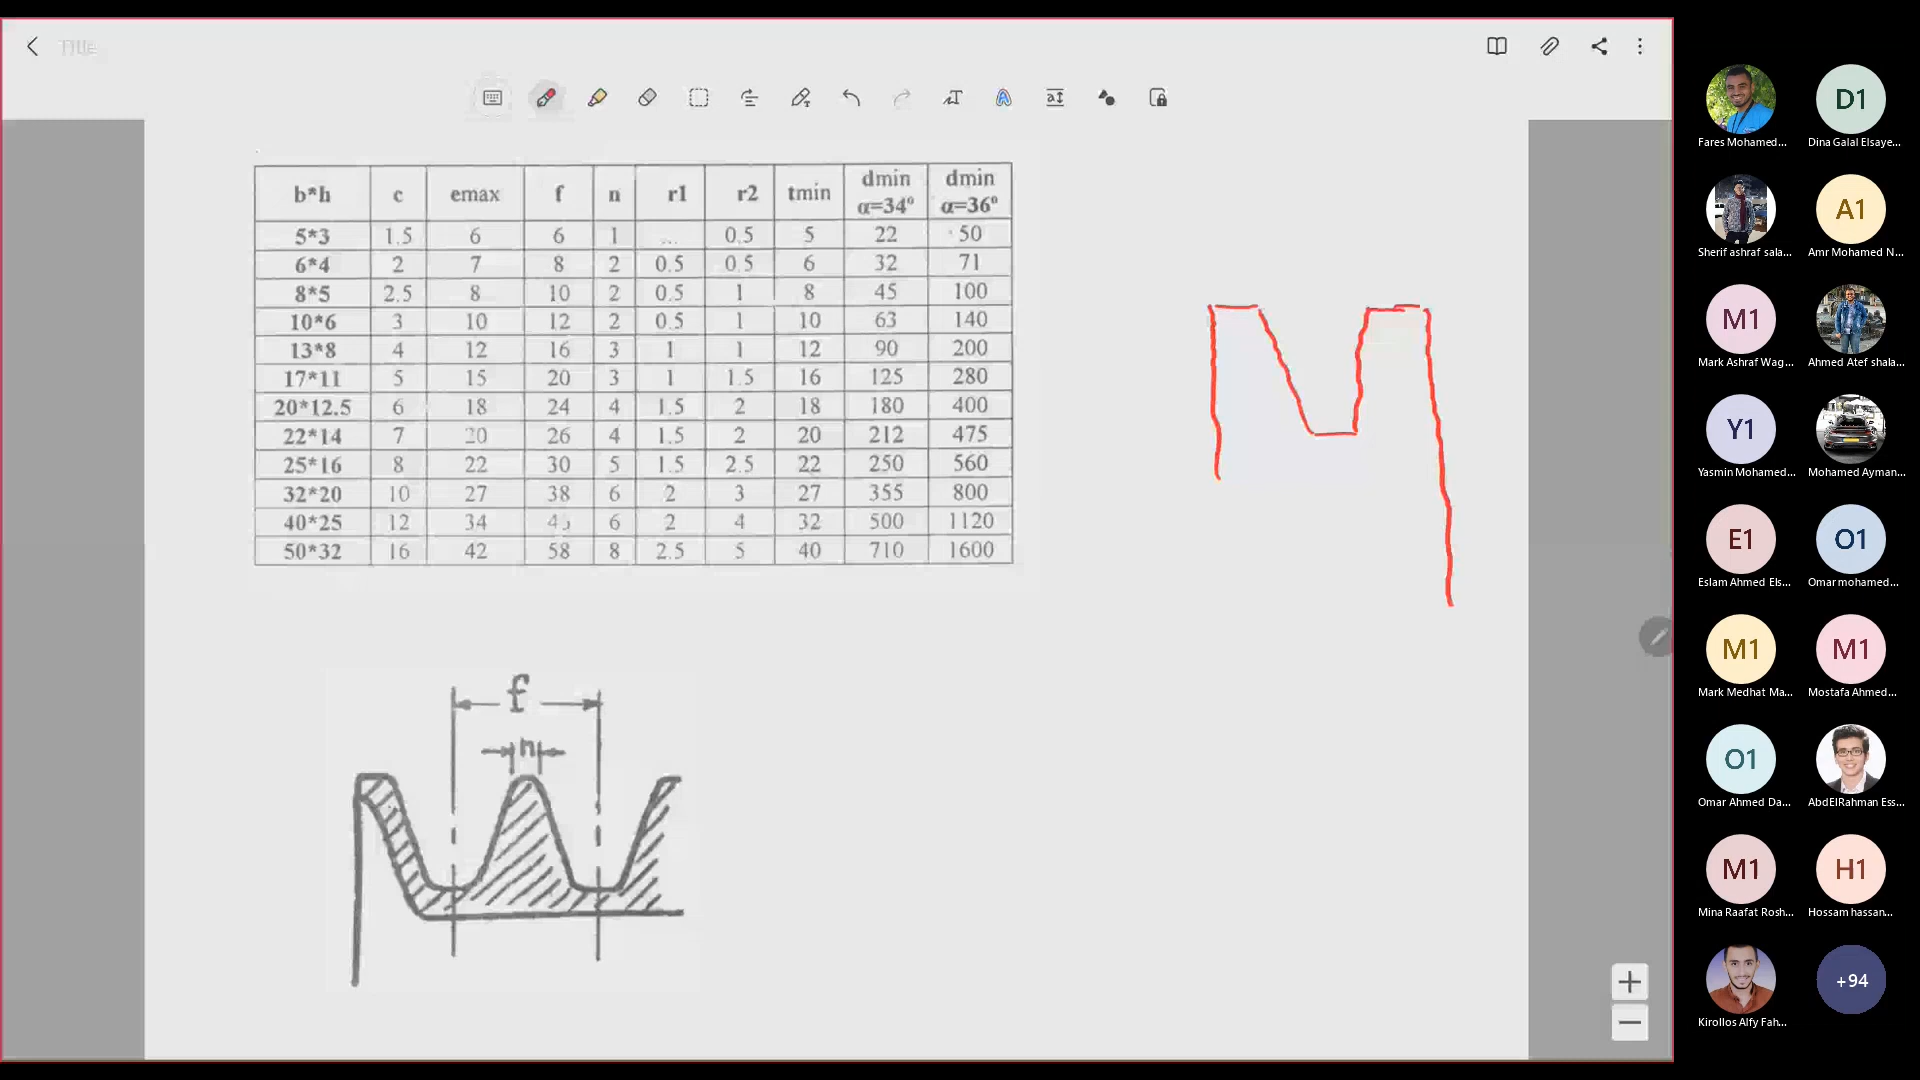 Title
b*h c emax f n r1 r2 tmin dmin α=34° dmin α=36°
5*3 1.5 6 6 1 ... 0.5 5 22 50
6*4 2 7 8 2 0.5 0.5 6 32 71
8*5 2.5 8 10 2 0.5 1 8 45 100
10*6 3 10 12 2 0.5 1 10 63 140
13*8 4 12 16 3 1 1 12 90 200
17*11 5 15 20 3 1 1.5 16 125 280
20*12.5 6 18 24 4 1.5 2 18 180 400
22*14 7 20 26 4 1.5 2 20 212 475
25*16 8 22 30 5 1.5 2.5 22 250 560
32*20 10 27 38 6 2 3 27 355 800
40*25 12 34 6 2 4 32 500 1120
50*32 16 42 58 8 2.5 5 40 710 1600
f
n
D1
Fares Mohamed... Dina Galal Elsaye...
A1
Sherif ashraf sala... Amr Mohamed N...
M1
Mark Ashraf Wag... Ahmed Atef shala...
Y1
Yasmin Mohamed... Mohamed Ayman...
E1 O1
Eslam Ahmed Els... Omar mohamed...
M1 M1
Mark Medhat Ma... Mostafa Ahmed...
O1
Omar Ahmed Da... AbdElRahman Ess...
M1 H1
Mina Raafat Rosh... Hossam hassan...
+94
Kirollos Alfy Fah...